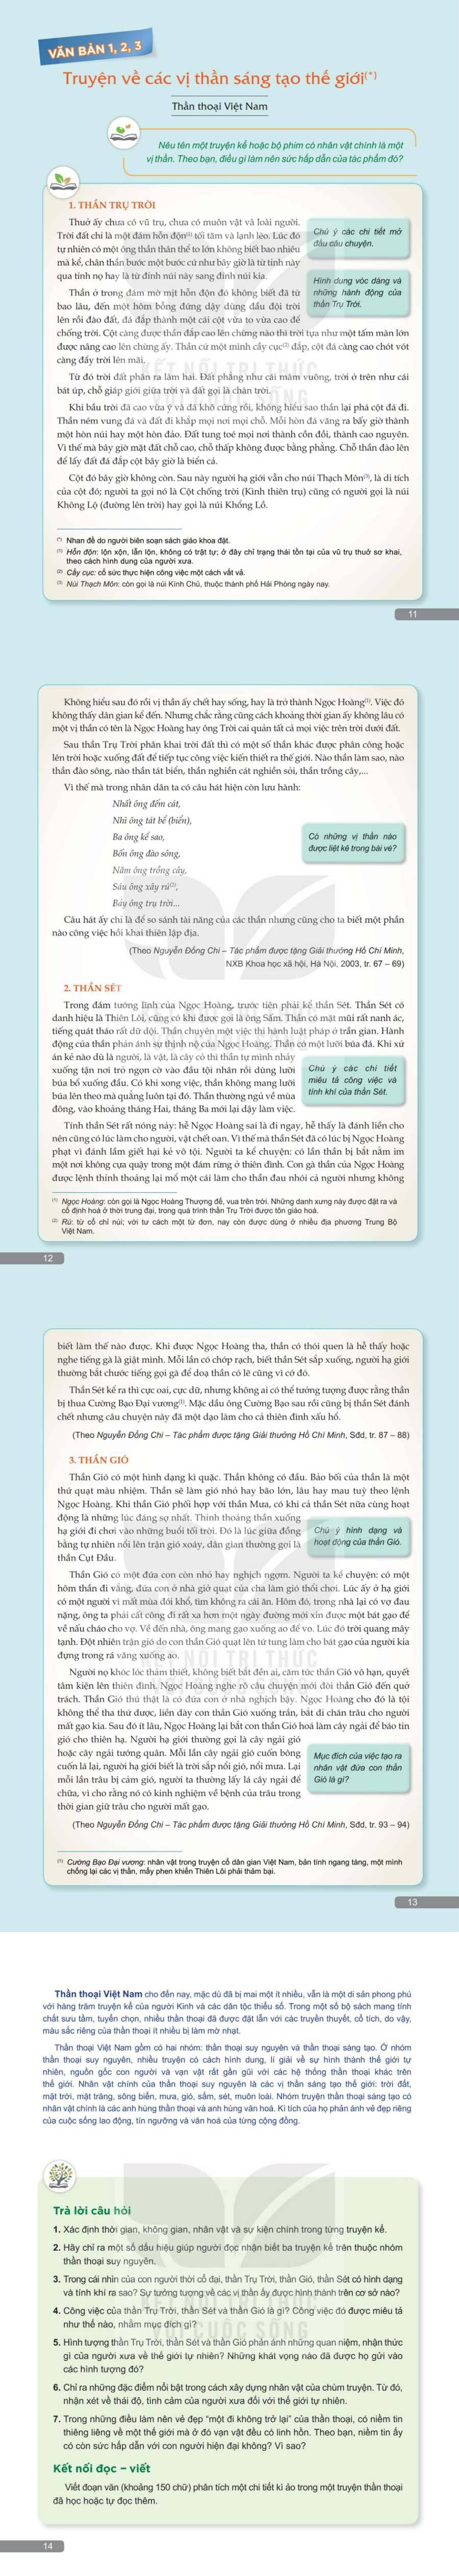 VĂN BẢN 1, 2, 3
Truyện về các vị thần sáng tạo thế giới(*)
Thần thoại Việt Nam
Nêu tên một truyện kể hoặc bộ phim có nhân vật chính là một
vị thần. Theo bạn, điều gì làm nên sức hấp dẫn của tác phẩm đó?
1. THẦN TRỤ TRỜI
Thuở ấy chưa có vũ trụ, chưa có muôn vật và loài người.
Trời đất chỉ là một đám hỗn độn(1) tối tăm và lạnh lẽo. Lúc đó
tự nhiên có một ông thần thân thể to lớn không biết bao nhiêu
mà kể, chân thần bước một bước cứ như bây giờ là từ tỉnh này
qua tỉnh nọ hay là từ đỉnh núi này sang đỉnh núi kia.
Chú ý các chi tiết mở
đầu câu chuyện.
Thần ở trong đám mờ mịt hỗn độn đó không biết đã từ
bao lâu, đến một hôm bỗng đứng dậy dùng đầu đội trời
lên rồi đào đất, đá đắp thành một cái cột vừa to vừa cao để
chống trời. Cột càng được thần đắp cao lên chừng nào thì trời tựa như một tấm màn lớn
được nâng cao lên chừng ấy. Thần cứ một mình cầy cục(2) đắp, cột đá càng cao chót vót
càng đẩy trời lên mãi.
Hình dung vóc dáng và
những hành động của
thần Trụ Trời.
Từ đó trời đất phân ra làm hai. Đất phẳng như cái mâm vuông, trời ở trên như cái
bát úp, chỗ giáp giới giữa trời và đất gọi là chân trời.
Khi bầu trời đã cao vừa ý và đã khô cứng rồi, không hiểu sao thần lại phá cột đá đi.
Thần ném vung đá và đất đi khắp mọi nơi mọi chỗ. Mỗi hòn đá văng ra bấy giờ thành
một hòn núi hay một hòn đảo. Đất tung toé mọi nơi thành cồn đồi, thành cao nguyên.
Vì thế mà bây giờ mặt đất chỗ cao, chỗ thấp không được bằng phẳng. Chỗ thần đào lên
để lấy đất đá đắp cột bây giờ là biển cả.
Cột đó bây giờ không còn. Sau này người hạ giới vẫn cho núi Thạch Môn(3), là di tích
của cột đó; người ta gọi nó là Cột chống trời (Kình thiên trụ) cũng có người gọi là núi
Không Lộ (đường lên trời) hay gọi là núi Khổng Lồ.
(*) Nhan đề do người biên soạn sách giáo khoa đặt.
(1) Hỗn độn: lộn xộn, lẫn lộn, không có trật tự; ở đây chỉ trạng thái tồn tại của vũ trụ thuở sơ khai,
theo cách hình dung của người xưa.
(2) Cầy cục: cố sức thực hiện công việc một cách vất vả.
(3) Núi Thạch Môn: còn gọi là núi Kính Chủ, thuộc thành phố Hải Phòng ngày nay.
11
Không hiểu sau đó rồi vị thần ấy chết hay sống, hay là trở thành Ngọc Hoàng(1). Việc đó
không thấy dân gian kể đến. Nhưng chắc rằng cũng cách khoảng thời gian ấy không lâu có
một vị thần có tên là Ngọc Hoàng hay ông Trời cai quản tất cả mọi việc trên trời dưới đất.
Sau thần Trụ Trời phân khai trời đất thì có một số thần khác được phân công hoặc
lên trời hoặc xuống đất để tiếp tục công việc kiến thiết ra thế giới. Nào thần làm sao, nào
thần đào sông, nào thần tát biển, thần nghiền cát nghiền sỏi, thần trồng cây,...
Vì thế mà trong nhân dân ta có câu hát hiện còn lưu hành:
Nhất ông đếm cát,
Nhì ông tát bể (biển),
Ba ông kể sao,
Bốn ông đào sông,
Năm ông trồng cây,
Sáu ông xây rú(2),
Bảy ông trụ trời...
Có những vị thần nào
được liệt kê trong bài vè?
Câu hát ấy chỉ là để so sánh tài năng của các thần nhưng cũng cho ta biết một phần
nào công việc hồi khai thiên lập địa.
(Theo Nguyễn Đổng Chi – Tác phẩm được tặng Giải thưởng Hồ Chí Minh,
NXB Khoa học xã hội, Hà Nội, 2003, tr. 67 – 69)
2. THẦN SÉT
Trong đám tướng lĩnh của Ngọc Hoàng, trước tiên phải kể thần Sét. Thần Sét có
danh hiệu là Thiên Lôi, cũng có khi được gọi là ông Sấm. Thần có mặt mũi rất nanh ác,
tiếng quát tháo rất dữ dội. Thần chuyên một việc thi hành luật pháp ở trần gian. Hành
động của thần phản ánh sự thịnh nộ của Ngọc Hoàng. Thần có một lưỡi búa đá. Khi xử
án kẻ nào dù là người, là vật, là cây cỏ thì thần tự mình nhảy
xuống tận nơi trỏ ngọn cờ vào đầu tội nhân rồi dùng lưỡi
búa bổ xuống đầu. Có khi xong việc, thần không mang lưỡi
búa lên theo mà quẳng luôn tại đó. Thần thường ngủ về mùa
đông, vào khoảng tháng Hai, tháng Ba mới lại dậy làm việc.
Chú ý các chi tiết
miêu tả công việc và
tính khí của thần Sét.
Tính thần Sét rất nóng nảy: hễ Ngọc Hoàng sai là đi ngay, hễ thấy là đánh liền cho
nên cũng có lúc làm cho người, vật chết oan. Vì thế mà thần Sét đã có lúc bị Ngọc Hoàng
phạt vì đánh lầm giết hại kẻ vô tội. Người ta kể chuyện: có lần thần bị bắt nằm im
một nơi không cựa quậy trong một đám rừng ở thiên đình. Con gà thần của Ngọc Hoàng
được lệnh thỉnh thoảng lại mổ một cái làm cho thần đau nhói cả người nhưng không
(1) Ngọc Hoàng: còn gọi là Ngọc Hoàng Thượng đế, vua trên trời. Những danh xưng này được đặt ra và
cố định hoá ở thời trung đại, trong quá trình thần Trụ Trời được tôn giáo hoá.
(2) Rú: từ cổ chỉ núi; với tư cách một từ đơn, nay còn được dùng ở nhiều địa phương Trung Bộ
Việt Nam.
12
biết làm thế nào được. Khi được Ngọc Hoàng tha, thần có thói quen là hễ thấy hoặc
nghe tiếng gà là giật mình. Mỗi lần có chớp rạch, biết thần Sét sắp xuống, người hạ giới
thường bắt chước tiếng gọi gà để doạ thần có lẽ cũng vì cớ đó.
Thần Sét kể ra thì cực oai, cực dữ, nhưng không ai có thể tưởng tượng được rằng thần
bị thua Cường Bạo Đại vương(1). Mặc dầu ông Cường Bạo sau rồi cũng bị thần Sét đánh
chết nhưng câu chuyện này đã một dạo làm cho cả thiên đình xấu hổ.
(Theo Nguyễn Đổng Chi – Tác phẩm được tặng Giải thưởng Hồ Chí Minh, Sđd, tr. 87 – 88)
3. THẦN GIÓ
Thần Gió có một hình dạng kì quặc. Thần không có đầu. Bảo bối của thần là một
thứ quạt màu nhiệm. Thần sẽ làm gió nhỏ hay bão lớn, lâu hay mau tuỳ theo lệnh
Ngọc Hoàng. Khi thần Gió phối hợp với thần Mưa, có khi cả thần Sét nữa cùng hoạt
động là những lúc đáng sợ nhất. Thỉnh thoảng thần xuống
hạ giới đi chơi vào những buổi tối trời. Đó là lúc giữa đồng
bằng tự nhiên nổi lên trận gió xoáy, dân gian thường gọi là
thần Cụt Đầu.
Chú ý hình dạng và
hoạt động của thần Gió.
Thần Gió có một đứa con còn nhỏ hay nghịch ngợm. Người ta kể chuyện: có một
hôm thần đi vắng, đứa con ở nhà giở quạt của cha làm gió thổi chơi. Lúc ấy ở hạ giới
có một người vì mất mùa đói khổ, tìm không ra cái ăn. Hôm đó, trong nhà lại có vợ đau
nặng, ông ta phải cất công đi rất xa hơn một ngày đường mới xin được một bát gạo để
về nấu cháo cho vợ. Về đến nhà, ông mang gạo xuống ao để vo. Lúc đó trời quang mây
tạnh. Đột nhiên trận gió do con thần Gió quạt lên tứ tung làm cho bát gạo của người kia
đựng trong rá văng xuống ao.
Người nọ khóc lóc thảm thiết, không biết bắt đền ai, căm tức thần Gió vô hạn, quyết
tâm kiện lên thiên đình. Ngọc Hoàng nghe rõ câu chuyện mới đòi thần Gió đến quở
trách. Thần Gió thú thật là có đứa con ở nhà nghịch bậy. Ngọc Hoàng cho đó là tội
không thể tha thứ được, liền đày con thần Gió xuống trần, bắt đi chăn trâu cho người
mất gạo kia. Sau đó ít lâu, Ngọc Hoàng lại bắt con thần Gió hoá làm cây ngải để báo tin
gió cho thiên hạ. Người hạ giới thường gọi là cây ngải gió
hoặc cây ngải tướng quân. Mỗi lần cây ngải gió cuốn bông
cuốn lá lại, người hạ giới biết là trời sắp nổi gió, nổi mưa. Lại
mỗi lần trâu bị cảm gió, người ta thường lấy lá cây ngải để
chữa, vì cho rằng nó có kinh nghiệm về bệnh của trâu trong
thời gian giữ trâu cho người mất gạo.
Mục đích của việc tạo ra
nhân vật đứa con thần
Gió là gì?
(Theo Nguyễn Đổng Chi – Tác phẩm được tặng Giải thưởng Hồ Chí Minh, Sđd, tr. 93 – 94)
(1) Cường Bạo Đại vương: nhân vật trong truyện cổ dân gian Việt Nam, bản tính ngang tàng, một mình
chống lại các vị thần, mấy phen khiến Thiên Lôi phải thảm bại.
13
Thần thoại Việt Nam cho đến nay, mặc dù đã bị mai một ít nhiều, vẫn là một di sản phong phú
với hàng trăm truyện kể của người Kinh và các dân tộc thiểu số. Trong một số bộ sách mang tính
chất sưu tầm, tuyển chọn, nhiều thần thoại đã được đặt lẫn với các truyền thuyết, cổ tích, do vậy,
màu sắc riêng của thần thoại ít nhiều bị làm mờ nhạt.
Thần thoại Việt Nam gồm có hai nhóm: thần thoại suy nguyên và thần thoại sáng tạo. Ở nhóm
thần thoại suy nguyên, nhiều truyện có cách hình dung, lí giải về sự hình thành thế giới tự
nhiên, nguồn gốc con người và vạn vật rất gần gũi với các hệ thống thần thoại khác trên
thế giới. Nhân vật chính của thần thoại suy nguyên là các vị thần sáng tạo thế giới: trời đất,
mặt trời, mặt trăng, sông biển, mưa, gió, sấm, sét, muôn loài. Nhóm truyện thần thoại sáng tạo có
nhân vật chính là các anh hùng thần thoại và anh hùng văn hoá. Kì tích của họ phản ánh vẻ đẹp riêng
của cuộc sống lao động, tín ngưỡng và văn hoá của từng cộng đồng.
Trả lời câu hỏi
1. Xác định thời gian, không gian, nhân vật và sự kiện chính trong từng truyện kể.
2. Hãy chỉ ra một số dấu hiệu giúp người đọc nhận biết ba truyện kể trên thuộc nhóm
thần thoại suy nguyên.
3. Trong cái nhìn của con người thời cổ đại, thần Trụ Trời, thần Gió, thần Sét có hình dạng
và tính khí ra sao? Sự tưởng tượng về các vị thần ấy được hình thành trên cơ sở nào?
4. Công việc của thần Trụ Trời, thần Sét và thần Gió là gì? Công việc đó được miêu tả
như thế nào, nhằm mục đích gì?
5. Hình tượng thần Trụ Trời, thần Sét và thần Gió phản ánh những quan niệm, nhận thức
gì của người xưa về thế giới tự nhiên? Những khát vọng nào đã được họ gửi vào
các hình tượng đó?
6. Chỉ ra những đặc điểm nổi bật trong cách xây dựng nhân vật của chùm truyện. Từ đó,
nhận xét về thái độ, tình cảm của người xưa đối với thế giới tự nhiên.
7. Trong những điều làm nên vẻ đẹp “một đi không trở lại” của thần thoại, có niềm tin
thiêng liêng về một thế giới mà ở đó vạn vật đều có linh hồn. Theo bạn, niềm tin ấy
có còn sức hấp dẫn với con người hiện đại không? Vì sao?
Kết nối đọc – viết
Viết đoạn văn (khoảng 150 chữ) phân tích một chi tiết kì ảo trong một truyện thần thoại
đã học hoặc tự đọc thêm.
14